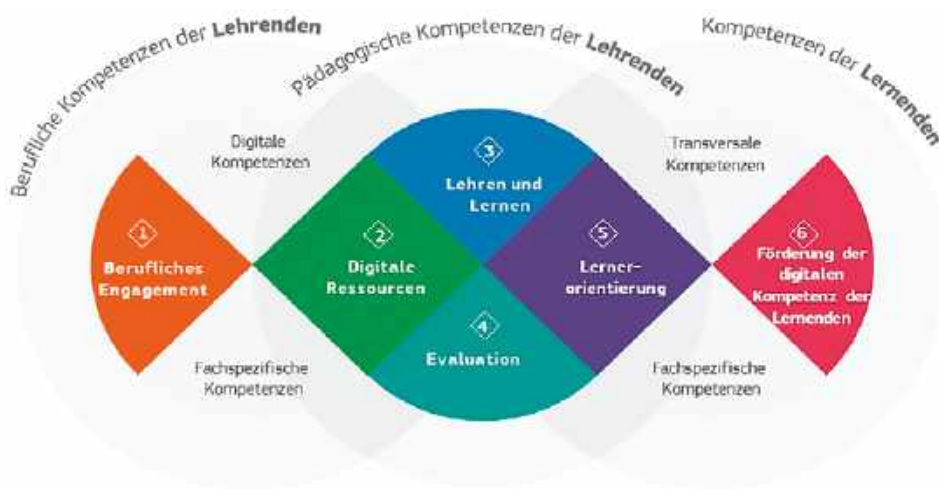 Berufliche Kompetenzen der Lehrenden
Pädagogische Kompetenzen der Lehrenden
Kompetenzen der Lernenden
Digitale
Kompetenzen
Transversale
Kompetenzen
1
Berufliches
Engagement
2
Digitale
Ressourcen
3
Lehren und
Lernen
4
Evaluation
5
Lerner-
orientierung
6
Förderung der
digitalen
Kompetenz der
Lernenden
Fachspezifische
Kompetenzen
Fachspezifische
Kompetenzen